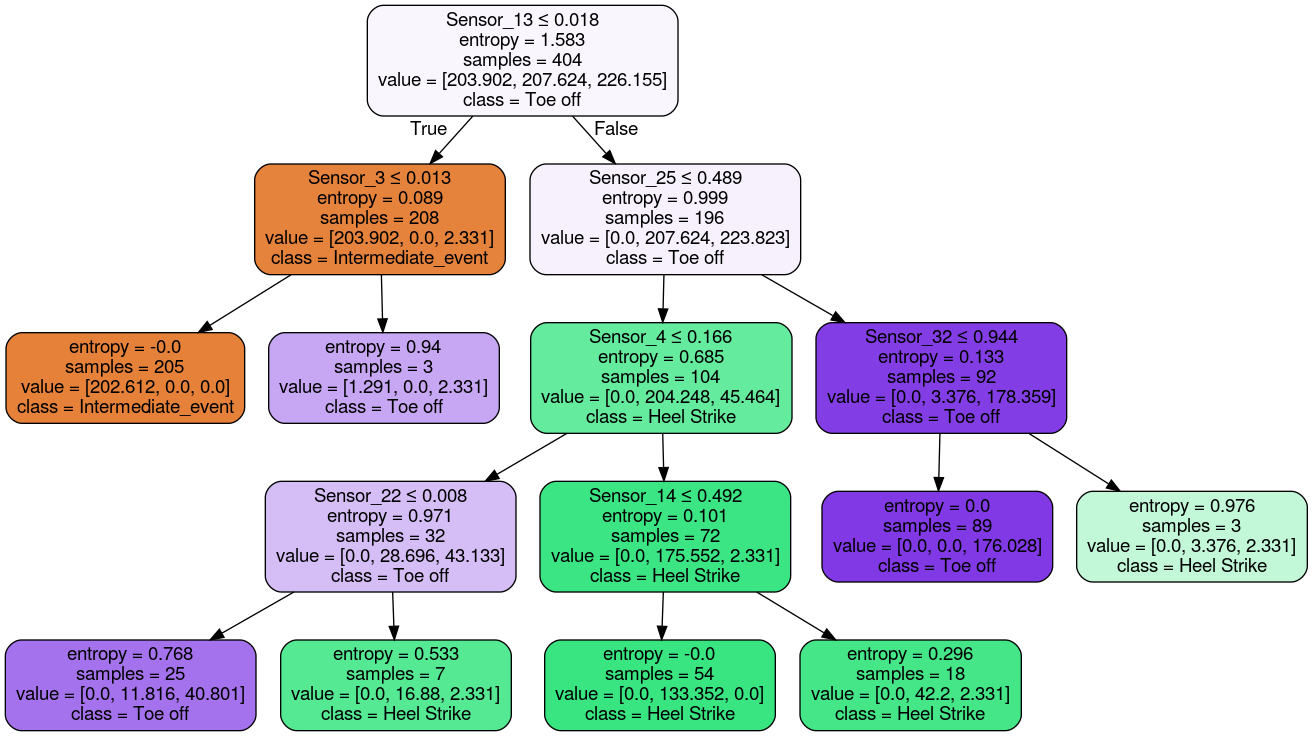 Sensor_13 ≤ 0.018
entropy = 1.583
samples = 404
value = [203.902, 207.624, 226.155]
class = Toe off
True
False
Sensor_3 ≤ 0.013
entropy = 0.089
samples = 208
value = [203.902, 0.0, 2.331]
class = Intermediate_event
Sensor_25 ≤ 0.489
entropy = 0.999
samples = 196
value = [0.0, 207.624, 223.823]
class = Toe off
entropy = -0.0
samples = 205
value = [202.612, 0.0, 0.0]
class = Intermediate_event
entropy = 0.94
samples = 3
value = [1.291, 0.0, 2.331]
class = Toe off
Sensor_4 ≤ 0.166
entropy = 0.685
samples = 104
value = [0.0, 204.248, 45.464]
class = Heel Strike
Sensor_32 ≤ 0.944
entropy = 0.133
samples = 92
value = [0.0, 3.376, 178.359]
class = Toe off
Sensor_22 ≤ 0.008
entropy = 0.971
samples = 32
value = [0.0, 28.696, 43.133]
class = Toe off
Sensor_14 ≤ 0.492
entropy = 0.101
samples = 72
value = [0.0, 175.552, 2.331]
class = Heel Strike
entropy = 0.0
samples = 89
value = [0.0, 0.0, 176.028]
class = Toe off
entropy = 0.976
samples = 3
value = [0.0, 3.376, 2.331]
class = Heel Strike
entropy = 0.768
samples = 25
value = [0.0, 11.816, 40.801]
class = Toe off
entropy = 0.533
samples = 7
value = [0.0, 16.88, 2.331]
class = Heel Strike
entropy = -0.0
samples = 54
value = [0.0, 133.352, 0.0]
class = Heel Strike
entropy = 0.296
samples = 18
value = [0.0, 42.2, 2.331]
class = Heel Strike